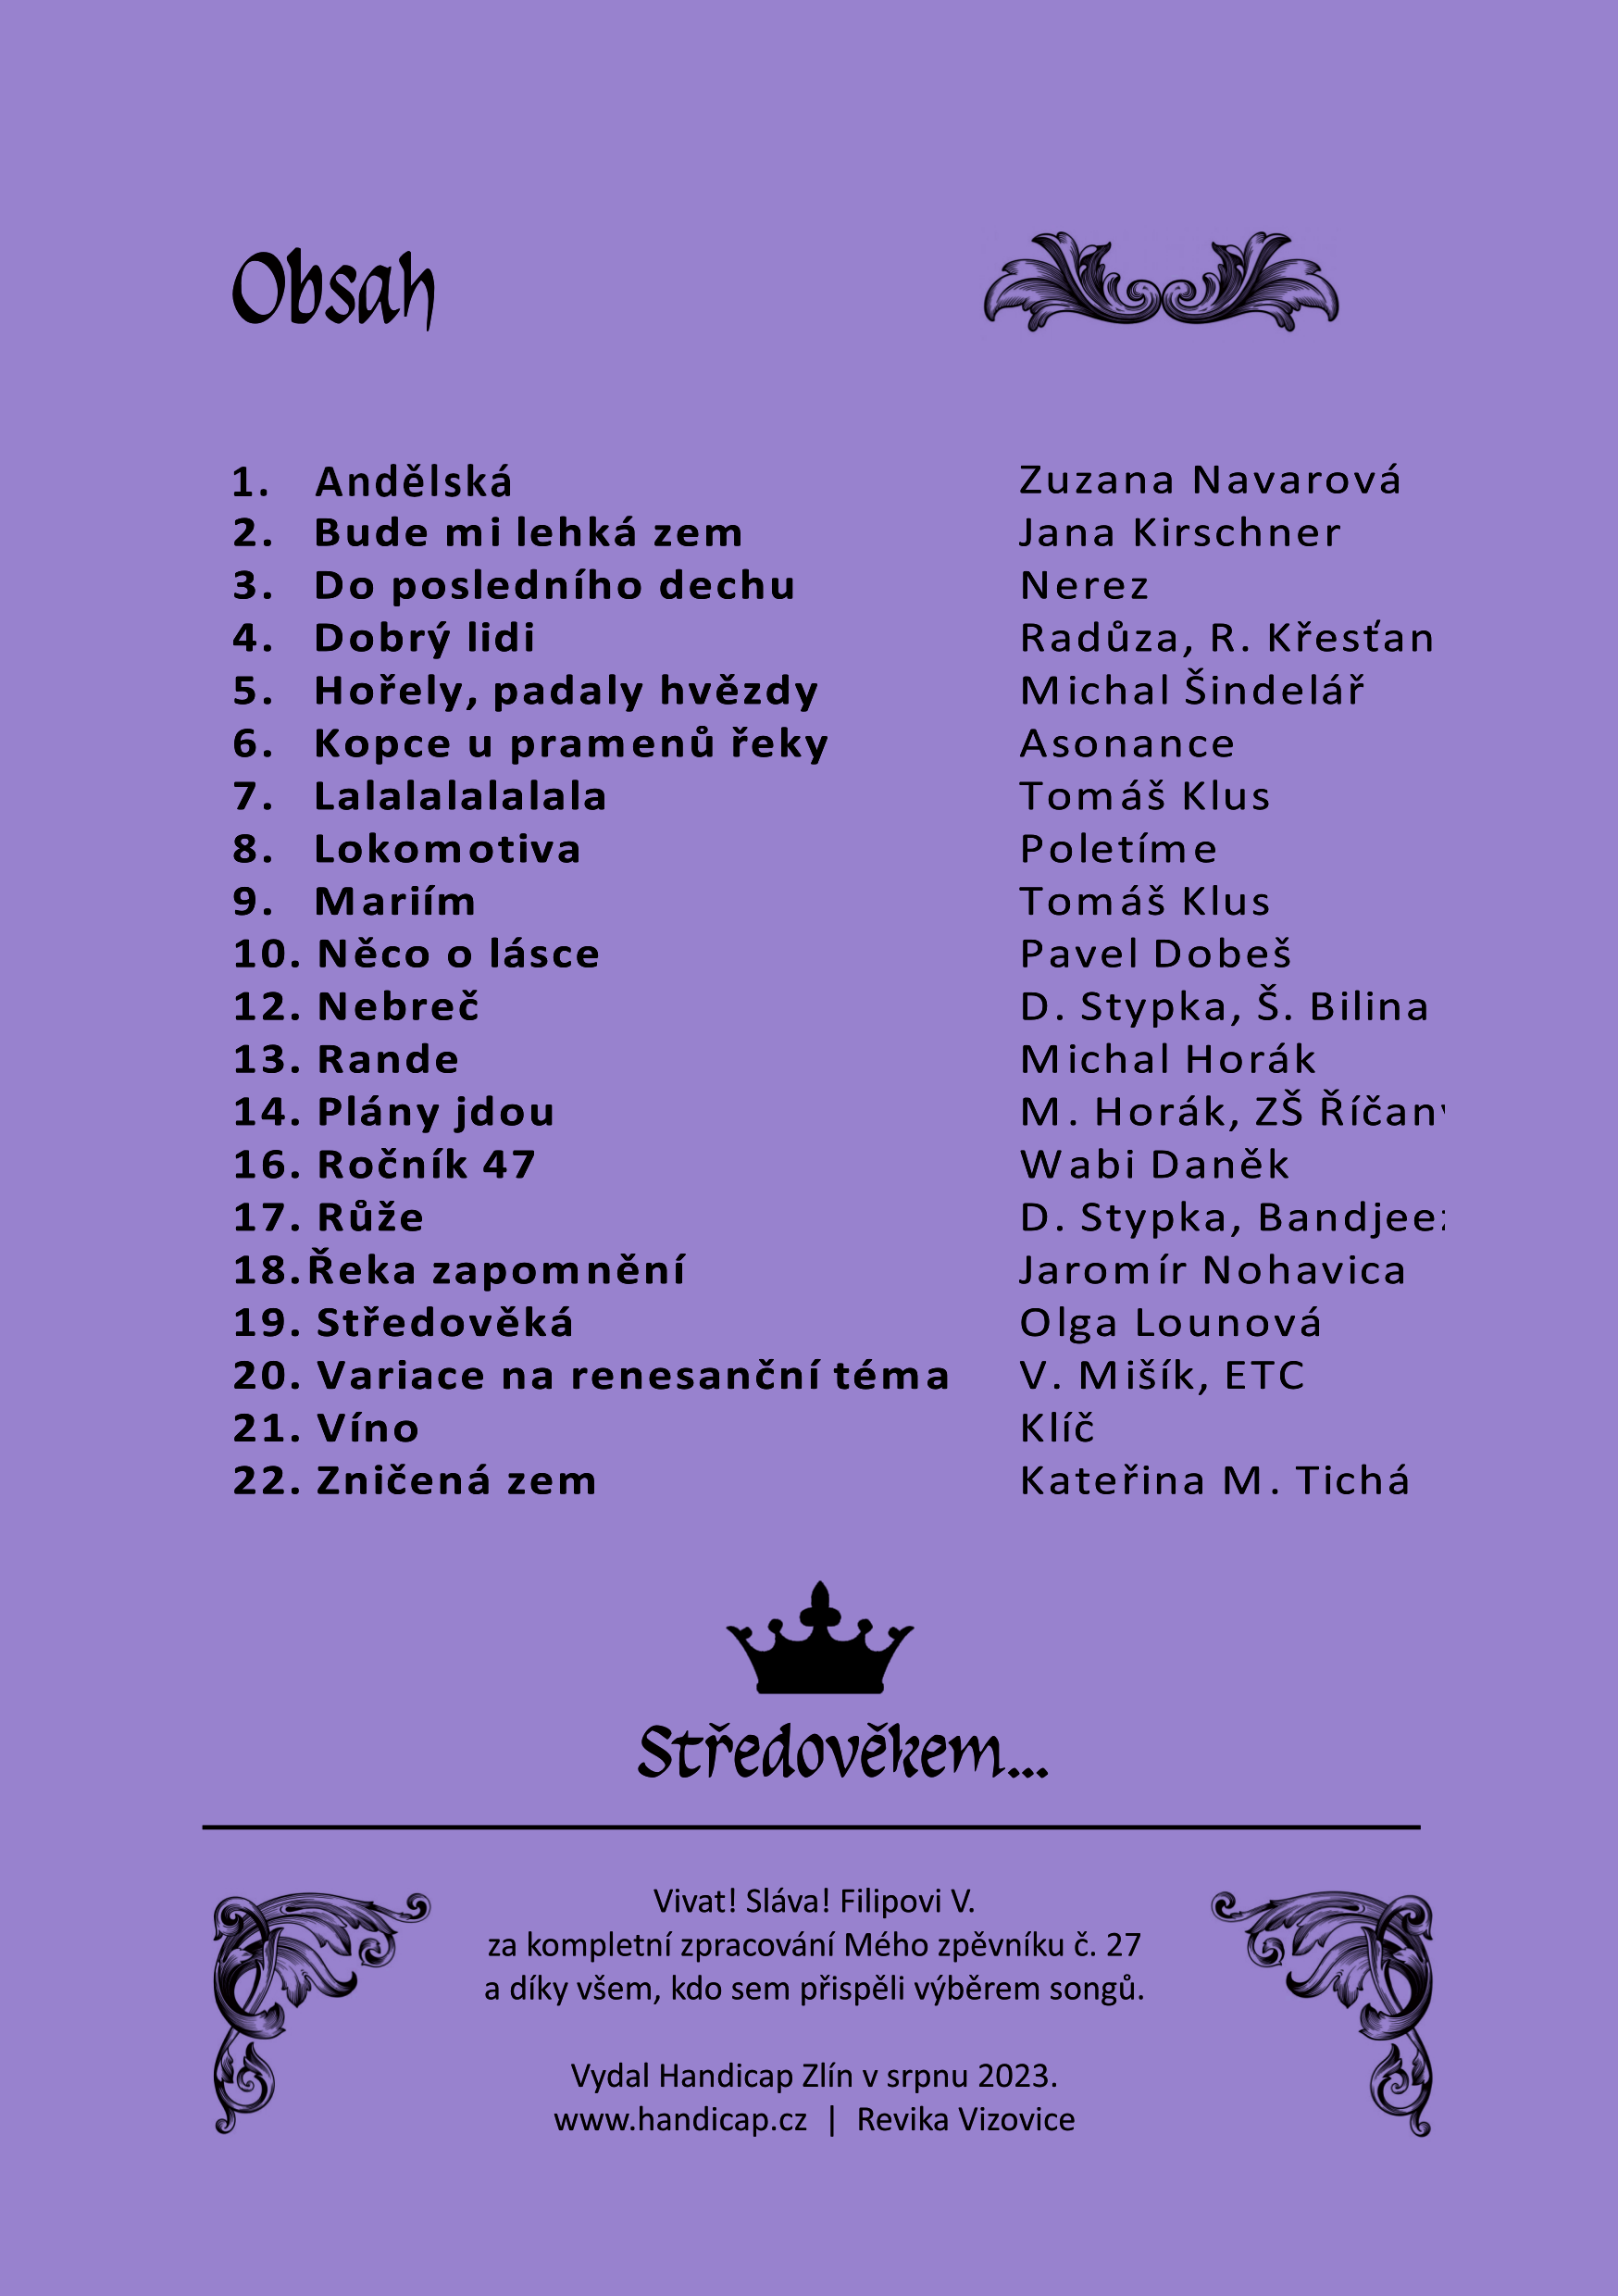 Obsah
1. Andělská Zuzana Navarová
2. Bude mi lehká zem Jana Kirschner
3. Do posledního dechu Nerez
4. Dobrý lidi Radůza, R. Křesťan
5. Hořely, padaly hvězdy Michal Šindelář
6. Kopce u pramenů řeky Asonance
7. Lalalalalalala Tomáš Klus
8. Lokomotiva Poletíme
9. Mariím Tomáš Klus
10. Něco o lásce Pavel Dobeš
12. Nebreč D. Stypka, Š. Bilina
13. Rande Michal Horák
14. Plány jdou M. Horák, ZŠ Říčany
16. Ročník 47 Wabi Daněk
17. Růže D. Stypka, Bandjeez
18. Řeka zapomnění Jaromír Nohavica
19. Středověká Olga Lounová
20. Variace na renesanční téma V. Mišík, ETC
21. Víno Klíč
22. Zničená zem Kateřina M. Tichá
Středověkem...
Vivat! Sláva! Filipovi V.
za kompletní zpracování Mého zpěvníku č. 27
a díky všem, kdo sem přispěli výběrem songů.
Vydal Handicap Zlín v srpnu 2023.
www.handicap.cz | Revika Vizovice